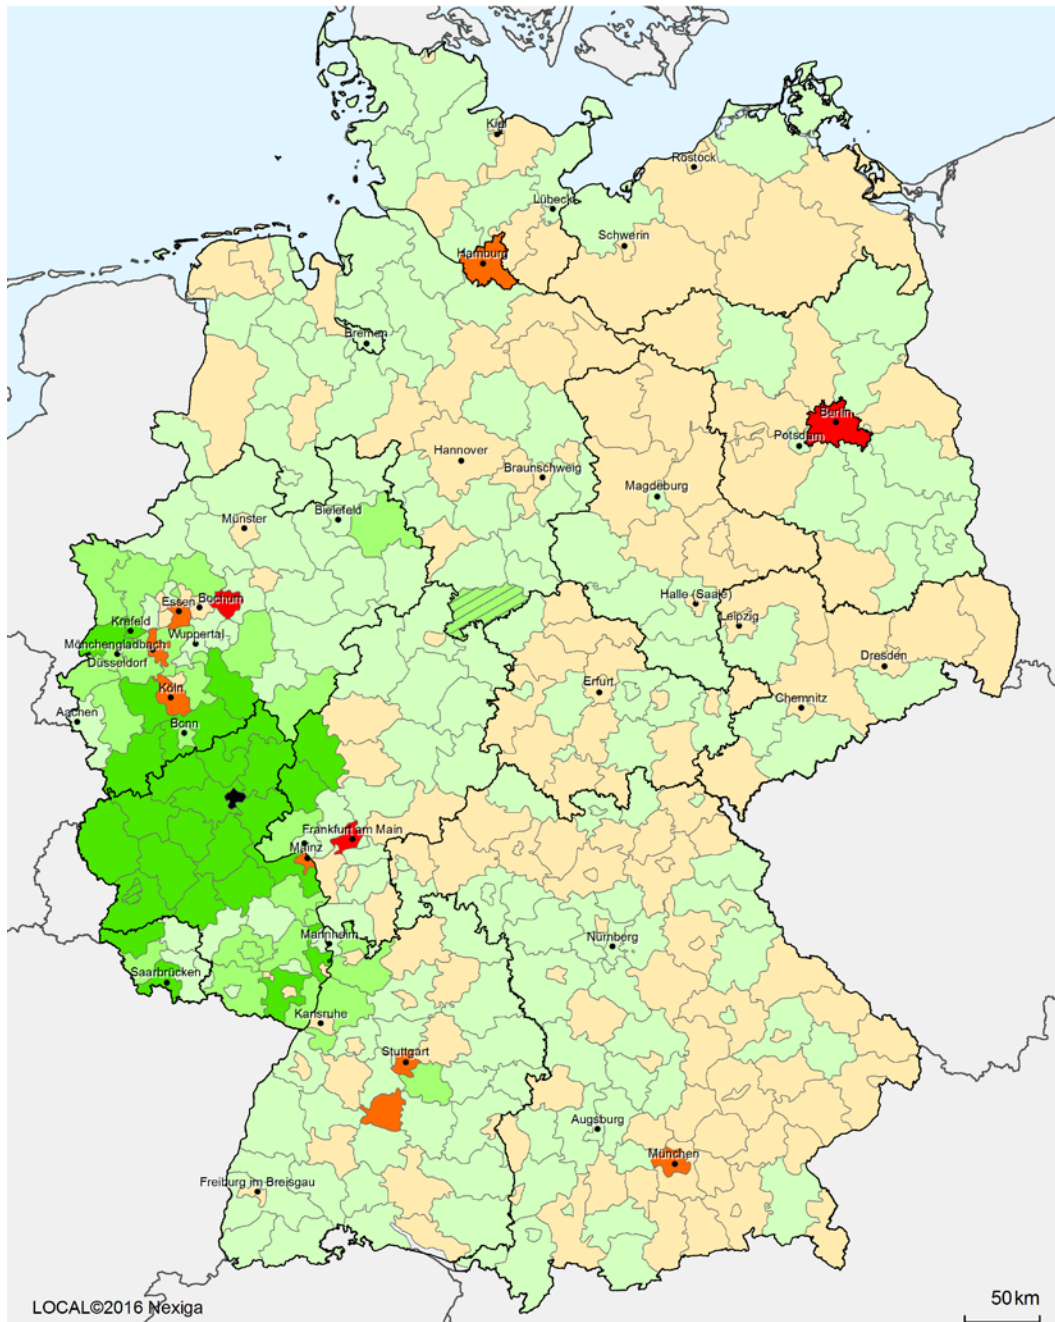 Kiel
Rostock
Lübeck
Schwerin
Hamburg
Bremen
Berlin
Potsdam
Hannover
Braunschweig
Magdeburg
Bielefeld
Münster
Essen
Bochum
Halle (Saale)
Krefeld
Leipzig
Wuppertal
Mönchengladbach
Düsseldorf
Dresden
Erfurt
Köln
Chemnitz
Aachen
Bonn
Frankfurt am Main
Mainz
Mannheim
Nürnberg
Saarbrücken
Karlsruhe
Stuttgart
Augsburg
München
Freiburg im Breisgau
50 km
LOCAL©2016 Nexiga